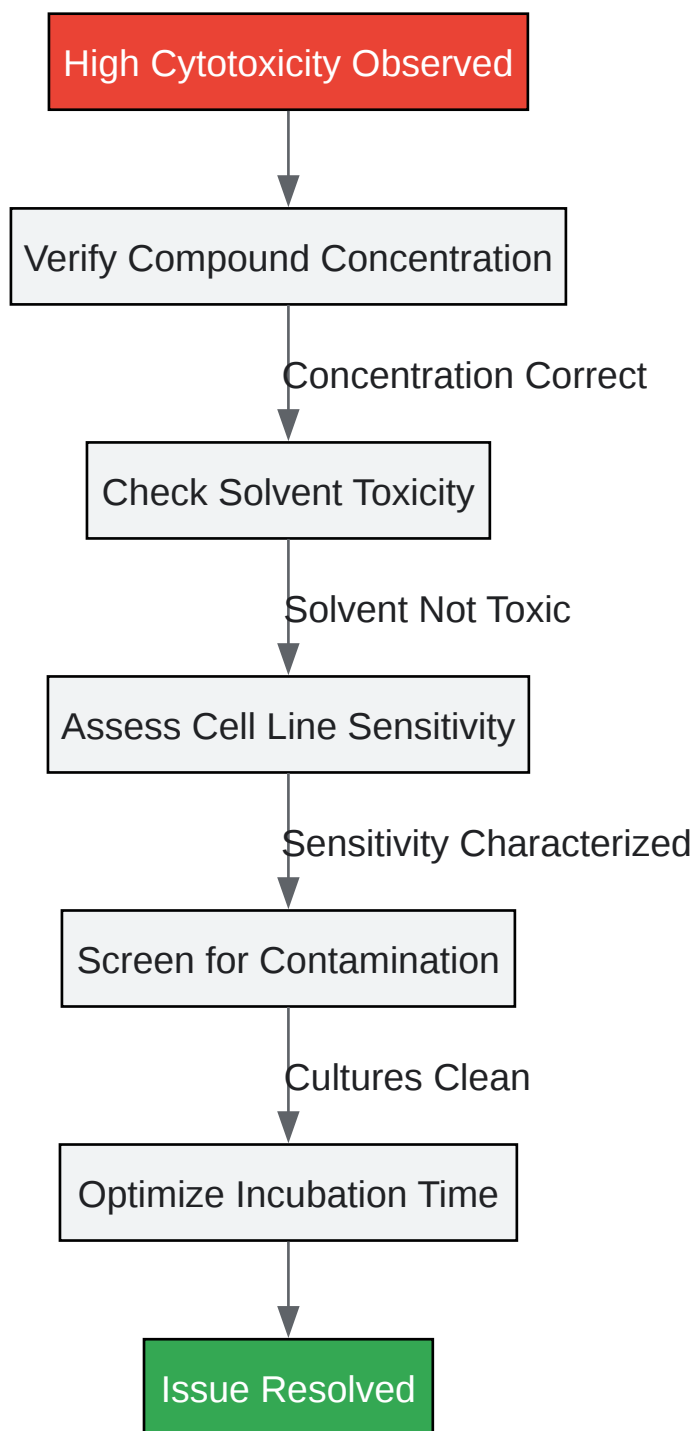 High Cytotoxicity Observed
Verify Compound Concentration
Concentration Correct
Check Solvent Toxicity
Solvent Not Toxic
Assess Cell Line Sensitivity
Sensitivity Characterized
Screen for Contamination
Cultures Clean
Optimize Incubation Time
Issue Resolved